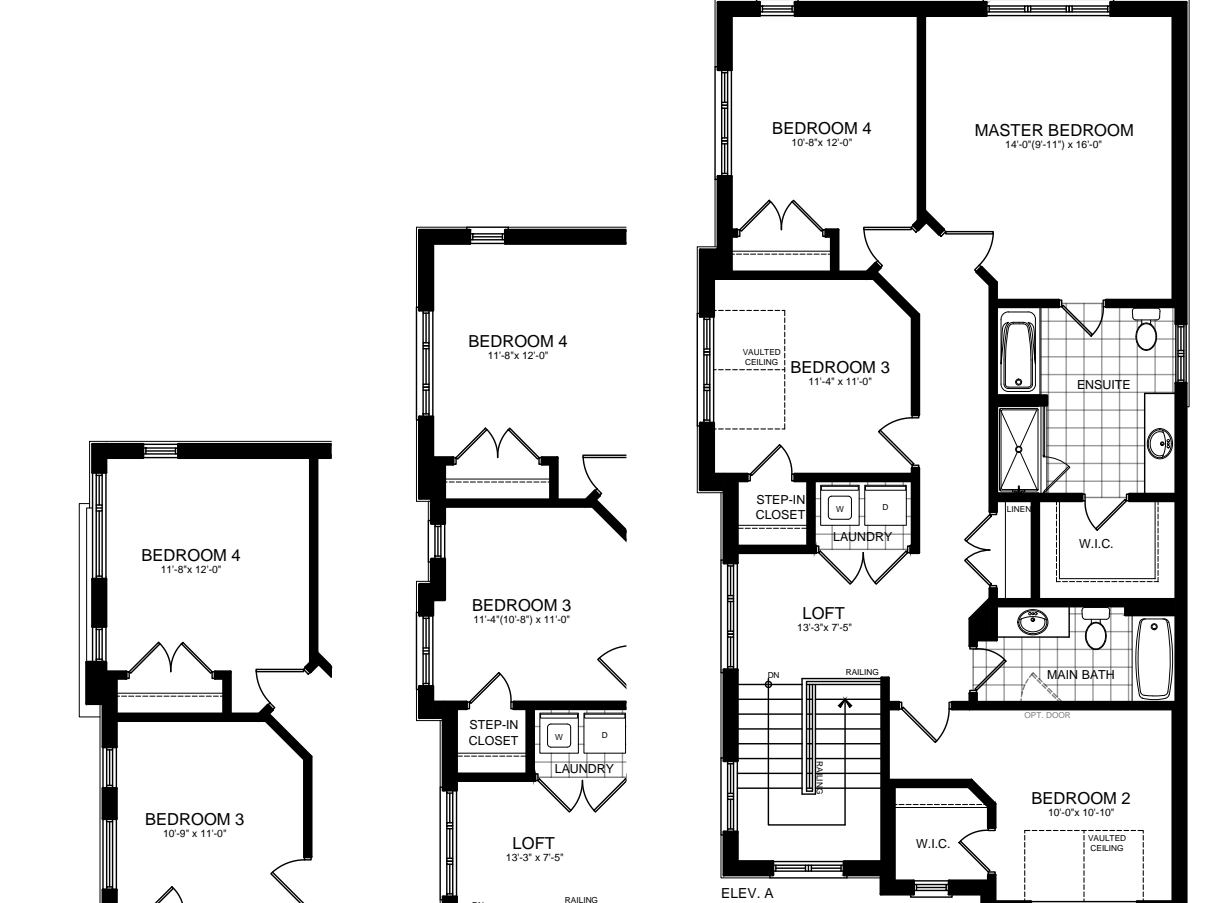 BEDROOM 4
11'-8"x 12'-0"
BEDROOM 3
10'-9" x 11'-0"
BEDROOM 4
11'-8"x 12'-0"
BEDROOM 3
11'-4"(10'-8") x 11'-0"
STEP-IN
CLOSET
W
D
LAUNDRY
LOFT
13'-3" x 7'-5"
RAILING
BEDROOM 4
10'-8"x 12'-0"
MASTER BEDROOM
14'-0"(9'-11") x 16'-0"
VAULTED
CEILING
BEDROOM 3
11'-4" x 11'-0"
ENSUITE
STEP-IN
CLOSET
W
D
LAUNDRY
LINEN
W.I.C.
LOFT
13'-3"x 7'-5"
DN
RAILING
RAILING
MAIN BATH
OPT. DOOR
BEDROOM 2
10'-0"x 10'-10"
VAULTED
CEILING
W.I.C.
ELEV. A